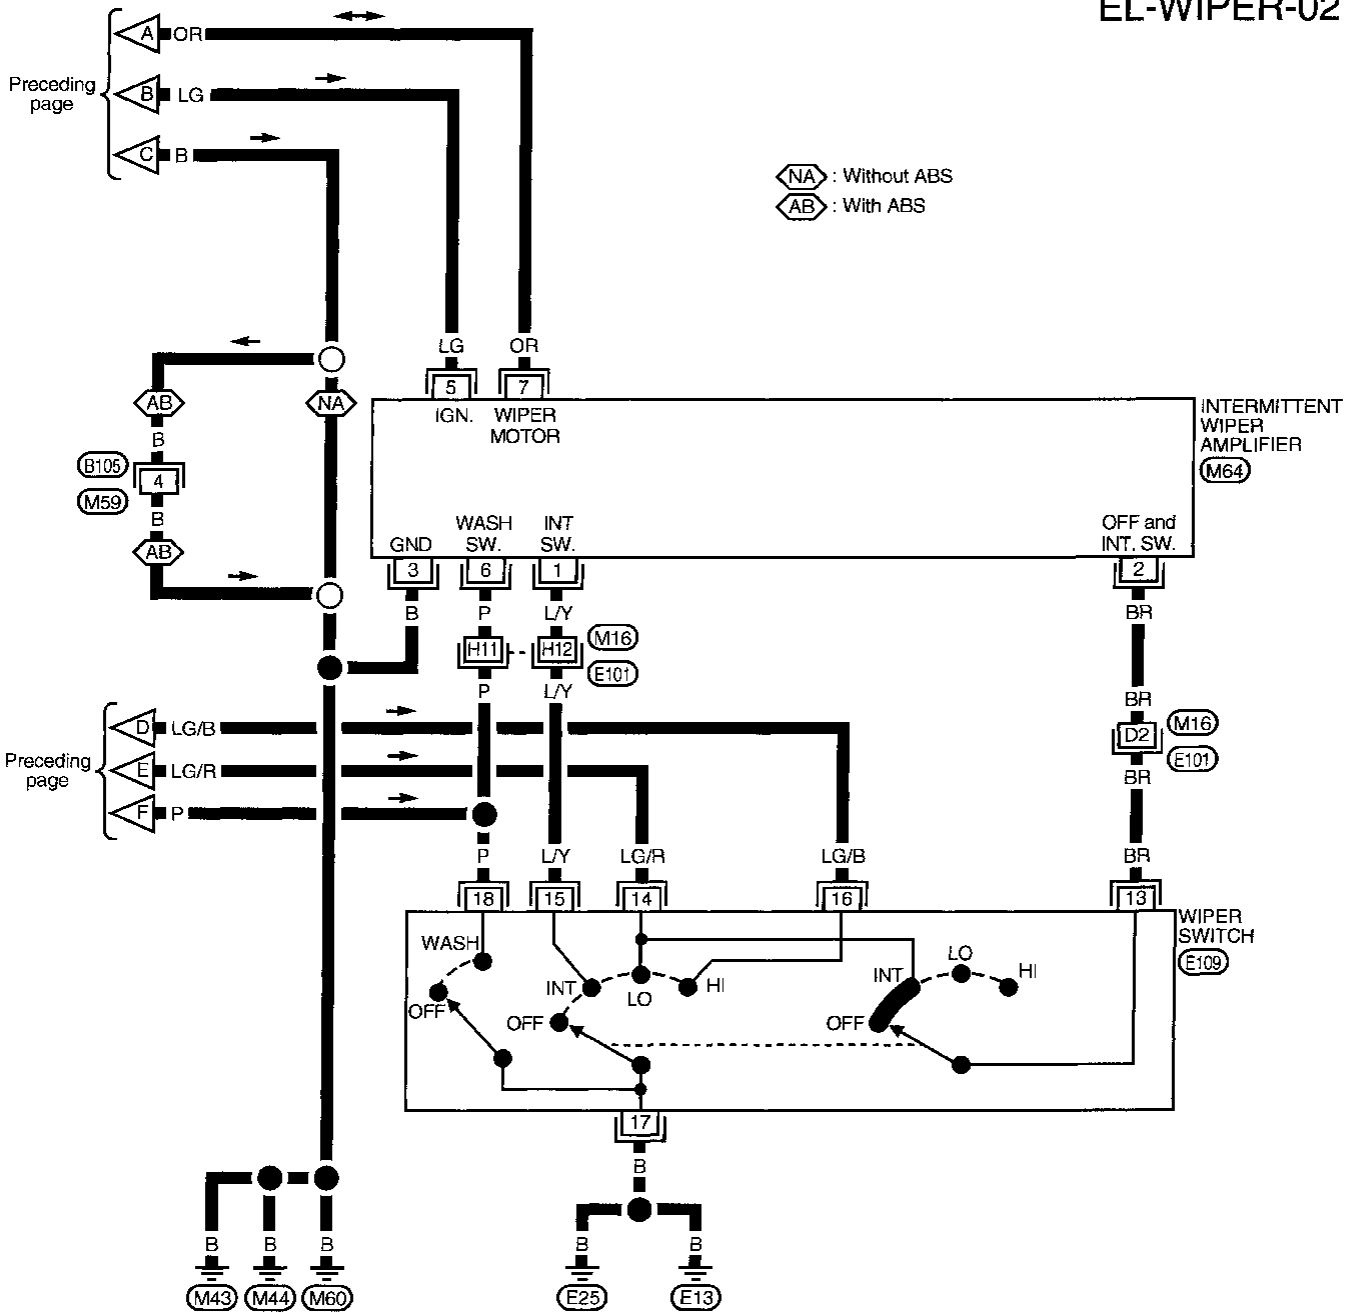 EL-WIPER-02
A OR
Preceding
page
B LG
C B
NA : Without ABS
AB : With ABS
LG OR
5 7
IGN. WIPER
MOTOR
INTERMITTENT
WIPER
AMPLIFIER
M64
AB NA
B
B105
4
M59
B
AB
WASH INT OFF and
GND SW. SW. INT. SW.
3 6 1 2
B P L/Y BR
H11 H12 M16
E101
P L/Y BR
D2 M16
E101
BR
D LG/B
Preceding
page
E LG/R
F P
P L/Y LG/R LG/B BR
18 15 14 16 13
WIPER
SWITCH
E109
WASH
OFF
INT LO HI
OFF
INT LO HI
OFF
17
B
B B B B B
M43 M44 M60 E25 E13